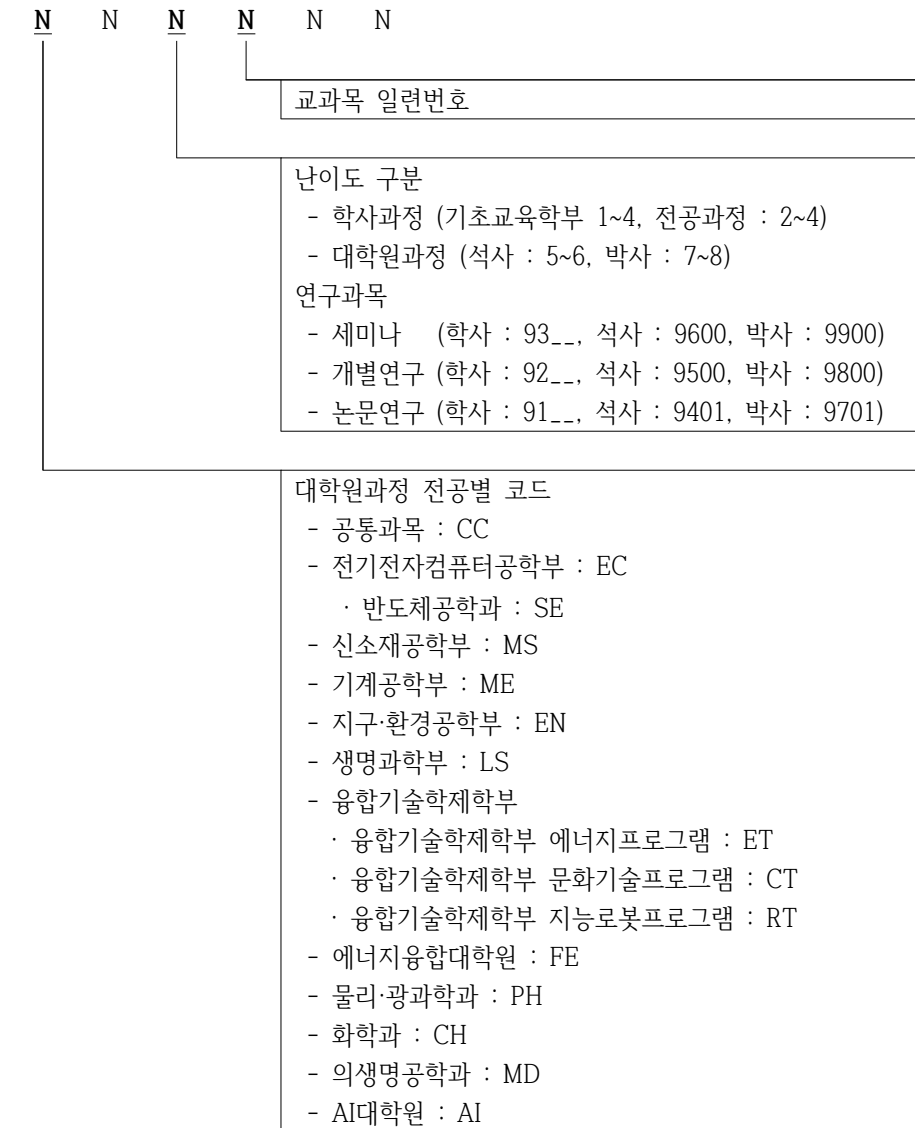 N N N N N N
교과목 일련번호
난이도 구분
- 학사과정 (기초교육학부 1~4, 전공과정 : 2~4)
- 대학원과정 (석사 : 5~6, 박사 : 7~8)
연구과목
- 세미나 (학사 : 93__, 석사 : 9600, 박사 : 9900)
- 개별연구 (학사 : 92__, 석사 : 9500, 박사 : 9800)
- 논문연구 (학사 : 91__, 석사 : 9401, 박사 : 9701)
대학원과정 전공별 코드
- 공통과목 : CC
- 전기전자컴퓨터공학부 : EC
· 반도체공학과 : SE
- 신소재공학부 : MS
- 기계공학부 : ME
- 지구·환경공학부 : EN
- 생명과학부 : LS
- 융합기술학제학부
· 융합기술학제학부 에너지프로그램 : ET
· 융합기술학제학부 문화기술프로그램 : CT
· 융합기술학제학부 지능로봇프로그램 : RT
- 에너지융합대학원 : FE
- 물리·광과학과 : PH
- 화학과 : CH
- 의생명공학과 : MD
- AI대학원 : AI